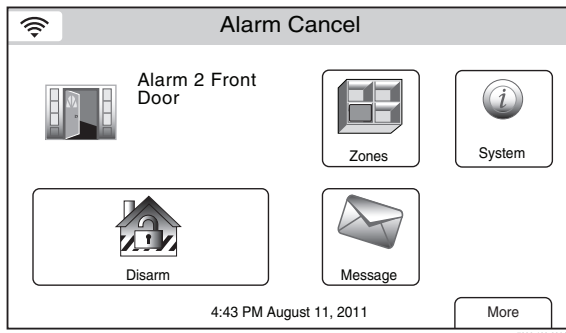 Alarm Cancel
Alarm 2 Front
Door
Zones
System
Disarm
Message
4:43 PM August 11, 2011
More